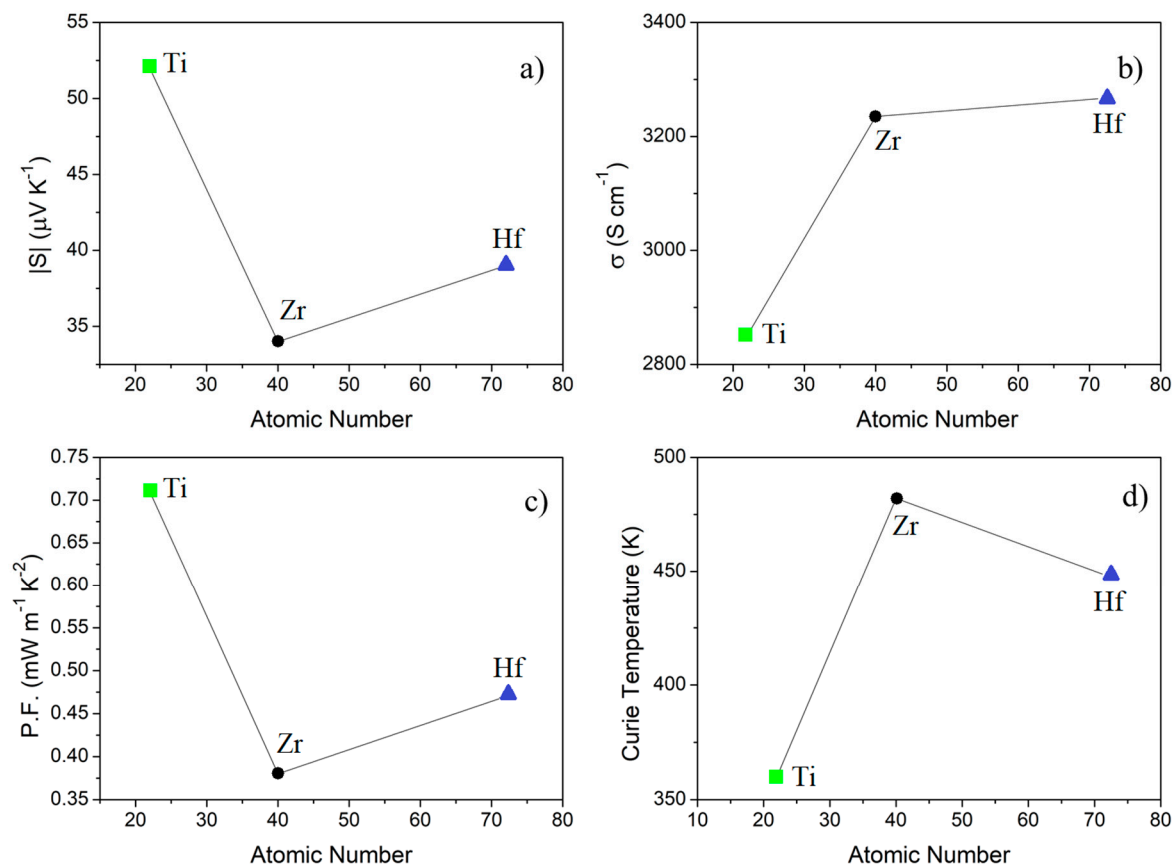 a)
|S| (μV K⁻¹)
55
50
45
40
35
Ti
Zr
Hf
20 30 40 50 60 70 80
Atomic Number
b)
σ (S cm⁻¹)
3400
3200
3000
2800
Ti
Zr
Hf
20 30 40 50 60 70 80
Atomic Number
c)
P.F. (mW m⁻¹ K⁻²)
0.75
0.70
0.65
0.60
0.55
0.50
0.45
0.40
0.35
Ti
Zr
Hf
20 30 40 50 60 70 80
Atomic Number
d)
Curie Temperature (K)
500
450
400
350
Ti
Zr
Hf
10 20 30 40 50 60 70 80
Atomic Number